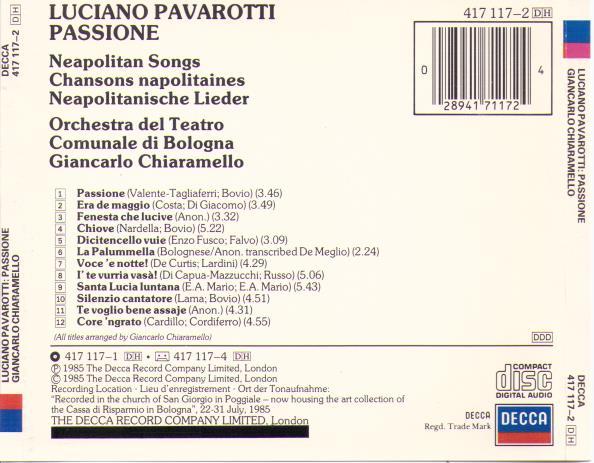 LUCIANO PAVAROTTI
PASSIONE
417 117-2 DH
Neapolitan Songs
Chansons napolitaines
Neapolitanische Lieder
Orchestra del Teatro
Comunale di Bologna
Giancarlo Chiaramello
0 28941 71172 4
1 Passione (Valente-Tagliaferri; Bovio) (3.46)
2 Era de maggio (Costa; Di Giacomo) (3.49)
3 Fenesta che lucive (Anon.) (3.32)
4 Chiove (Nardella; Bovio) (5.22)
5 Dicitencello vuie (Enzo Fusco; Falvo) (3.09)
6 La Palummella (Bolognese/Anon. transcribed De Meglio) (2.24)
7 Voce 'e notte! (De Curtis; Lardini) (4.29)
8 I' te vurria vasà! (Di Capua-Mazzucchi; Russo) (5.06)
9 Santa Lucia luntana (E.A. Mario; E.A. Mario) (5.43)
10 Silenzio cantatore (Lama; Bovio) (4.51)
11 Te voglio bene assaje (Anon.) (4.31)
12 Core 'ngrato (Cardillo; Cordiferro) (4.55)
(All titles arranged by Giancarlo Chiaramello)
DDD
417 117-1 DH • 417 117-4 DH
Ⓟ 1985 The Decca Record Company Limited, London
© 1985 The Decca Record Company Limited, London
Recording Location · Lieu d'enregistrement · Ort der Tonaufnahme:
"Recorded in the church of San Giorgio in Poggiale – now housing the art collection of
the Cassa di Risparmio in Bologna", 22-31 July, 1985
THE DECCA RECORD COMPANY LIMITED, London
COMPACT
disc
DIGITAL AUDIO
DECCA
Regd. Trade Mark
DECCA
DECCA
417 117-2 DH
LUCIANO PAVAROTTI: PASSIONE
GIANCARLO CHIARAMELLO
LUCIANO PAVAROTTI: PASSIONE
GIANCARLO CHIARAMELLO
DECCA
417 117-2 DH